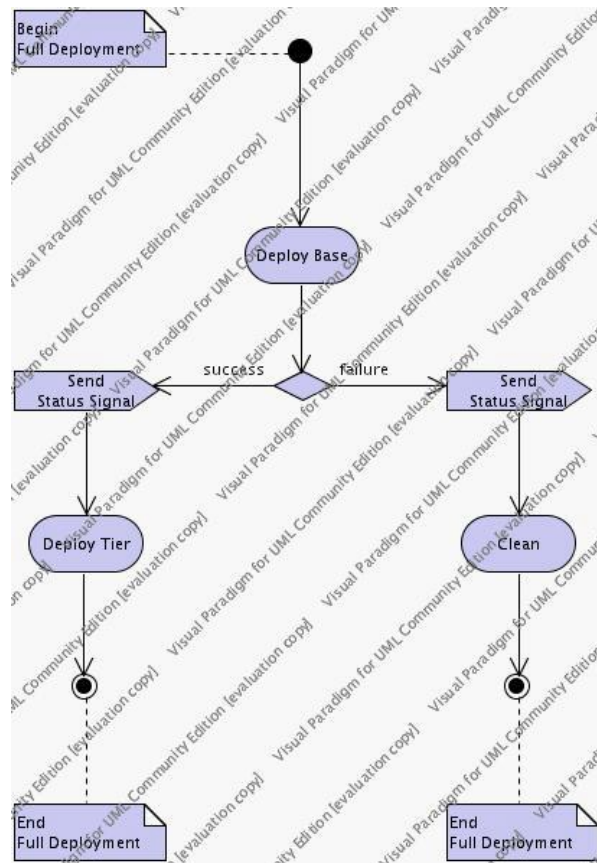 Begin
Full Deployment
Deploy Base
success
failure
Send
Status Signal
Send
Status Signal
Deploy Tier
Clean
End
Full Deployment
End
Full Deployment
Visual Paradigm for UML Community Edition [evaluation copy]